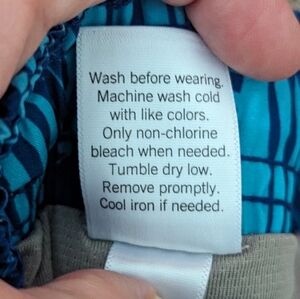 Wash before wearing.
Machine wash cold
with like colors.
Only non-chlorine
bleach when needed.
Tumble dry low.
Remove promptly.
Cool iron if needed.